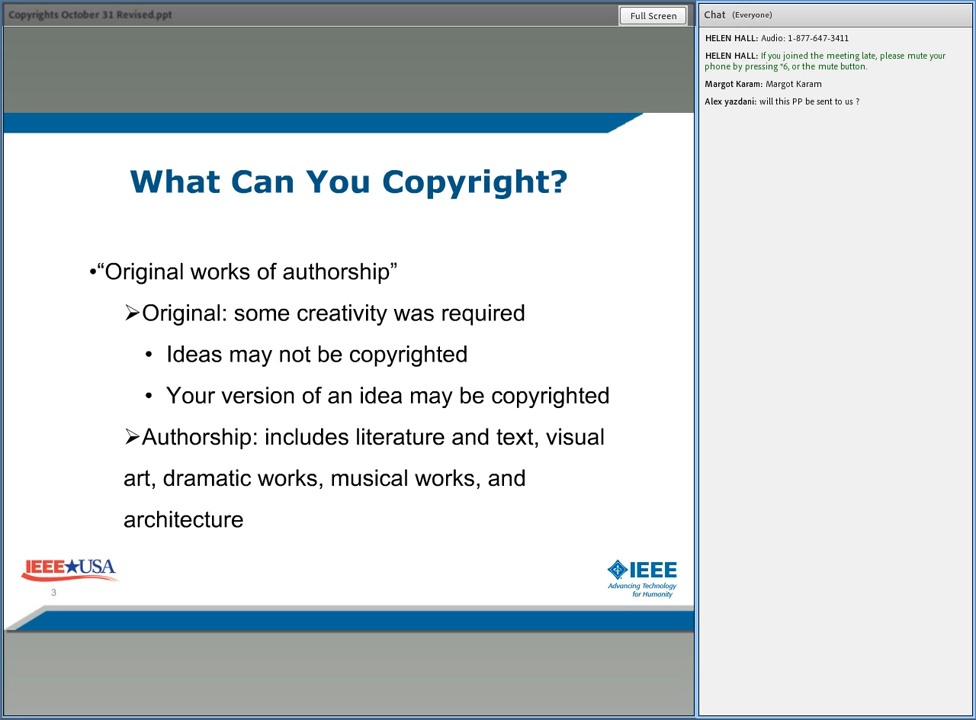 Copyrights October 31 Revised.ppt
Full Screen
What Can You Copyright?
•“Original works of authorship”
➢Original: some creativity was required
• Ideas may not be copyrighted
• Your version of an idea may be copyrighted
➢Authorship: includes literature and text, visual
art, dramatic works, musical works, and
architecture
IEEE★USA
3
IEEE
Advancing Technology
for Humanity
Chat (Everyone)
HELEN HALL: Audio: 1-877-647-3411
HELEN HALL: If you joined the meeting late, please mute your
phone by pressing *6, or the mute button.
Margot Karam: Margot Karam
Alex yazdani: will this PP be sent to us ?